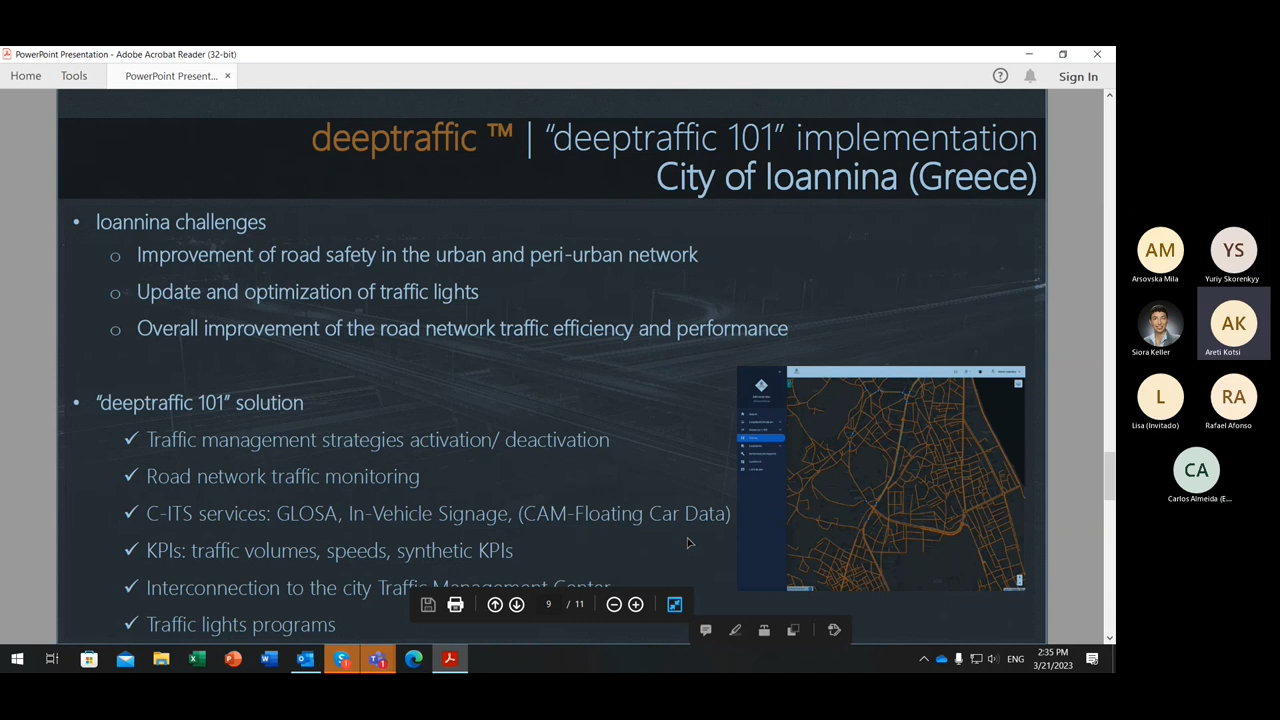 PowerPoint Presentation - Adobe Acrobat Reader (32-bit)
Home
Tools
PowerPoint Present...
Sign In
deeptraffic ™ | “deeptraffic 101” implementation
City of Ioannina (Greece)
• Ioannina challenges
o Improvement of road safety in the urban and peri-urban network
o Update and optimization of traffic lights
o Overall improvement of the road network traffic efficiency and performance
• “deeptraffic 101” solution
✓ Traffic management strategies activation/ deactivation
✓ Road network traffic monitoring
✓ C-ITS services: GLOSA, In-Vehicle Signage, (CAM-Floating Car Data)
✓ KPIs: traffic volumes, speeds, synthetic KPIs
✓ Interconnection to the city Traffic Management Center
✓ Traffic lights programs
9 / 11
AM
Arsovska Mila
YS
Yuriy Skorenkyy
Siora Keller
AK
Areti Kotsi
L
Lisa (Invitado)
RA
Rafael Afonso
CA
Carlos Almeida (E...
ENG
2:35 PM
3/21/2023